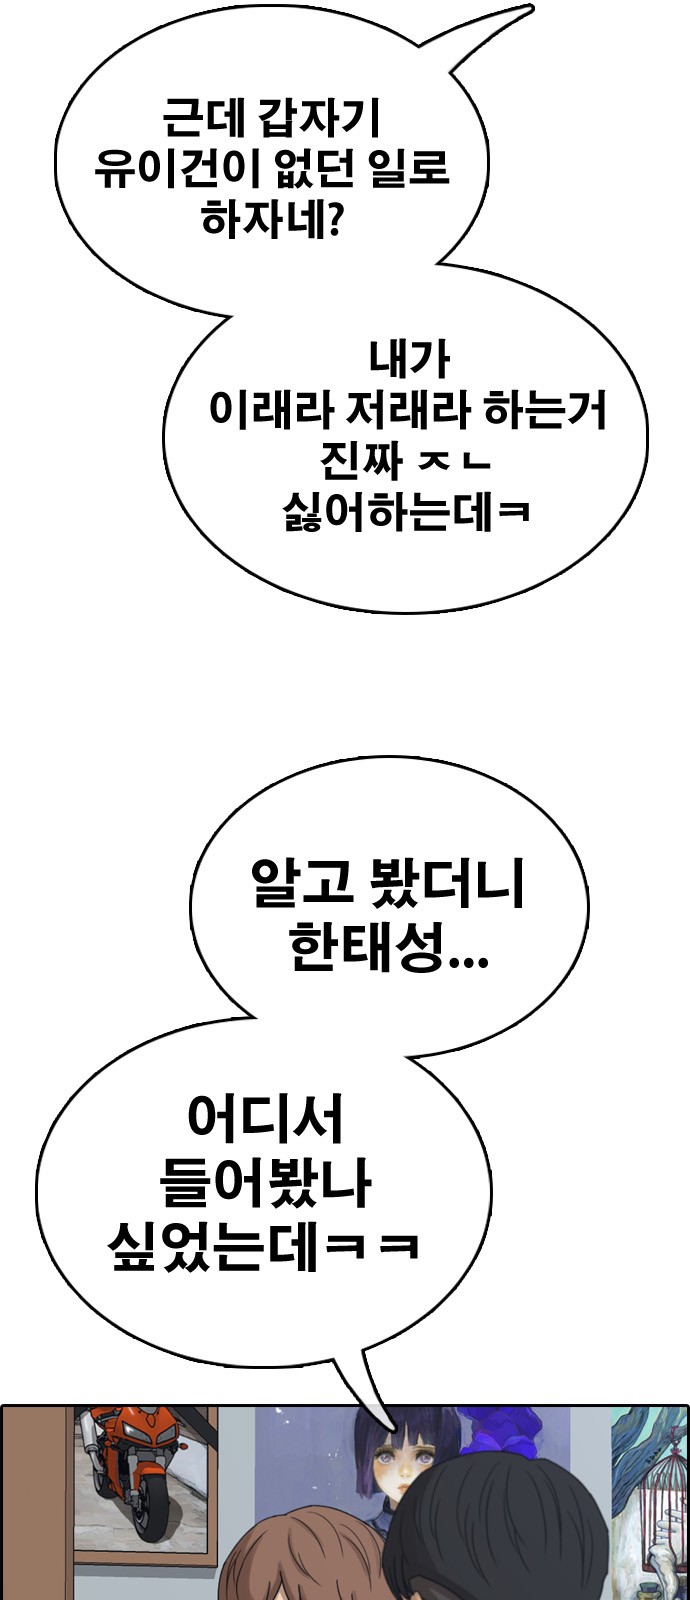 근데 갑자기
유이건이 없던 일로
하자네?
내가
이래라 저래라 하는거
진짜 ㅈㄴ
싫어하는데ㅋ
알고 봤더니
한태성...
어디서
들어봤나
싶었는데ㅋㅋ